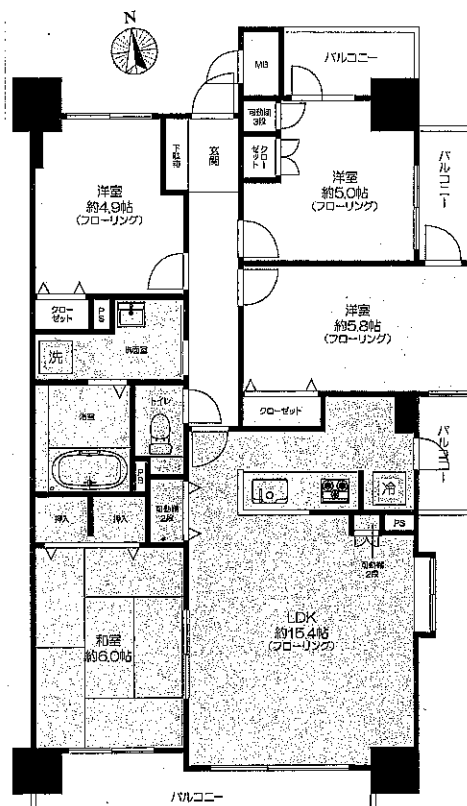 N
MB
バルコニー
可動棚
3段
下駄箱
玄関
クロー
ゼット
洋室
約5.0帖
(フローリング)
バルコニー
洋室
約4.9帖
(フローリング)
洋室
約5.8帖
(フローリング)
クロー
ゼット
PS
洗面室
洗
クローゼット
浴室
トイレ
バルコニー
冷
PS
押入
押入
可動棚
2段
PS
可動棚
2段
LDK
約15.4帖
(フローリング)
和室
約6.0帖
バルコニー